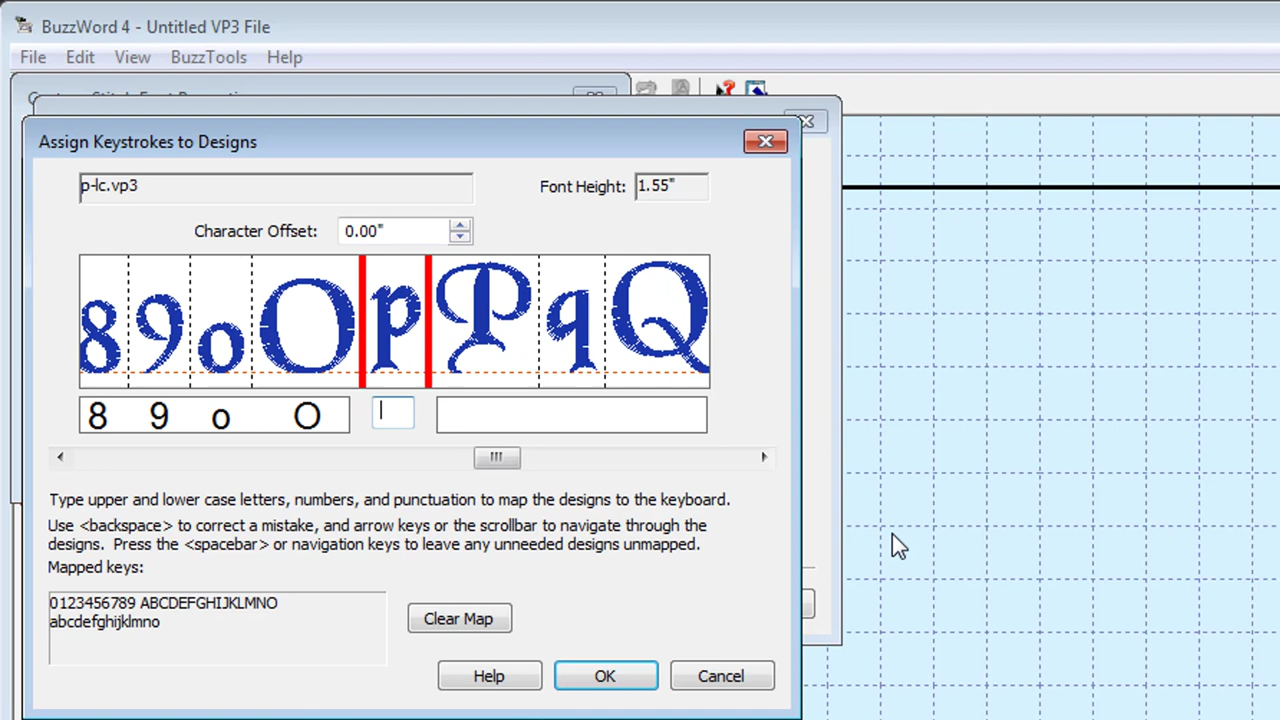 BuzzWord 4 - Untitled VP3 File
File Edit View BuzzTools Help
Assign Keystrokes to Designs
p-lc.vp3
Font Height: 1.55"
Character Offset: 0.00"
8 9 o O p P q Q
8 9 o O
Type upper and lower case letters, numbers, and punctuation to map the designs to the keyboard.
Use <backspace> to correct a mistake, and arrow keys or the scrollbar to navigate through the
designs. Press the <spacebar> or navigation keys to leave any unneeded designs unmapped.
Mapped keys:
0123456789 ABCDEFGHIJKLMNO
abcdefghijklmno
Clear Map
Help OK Cancel